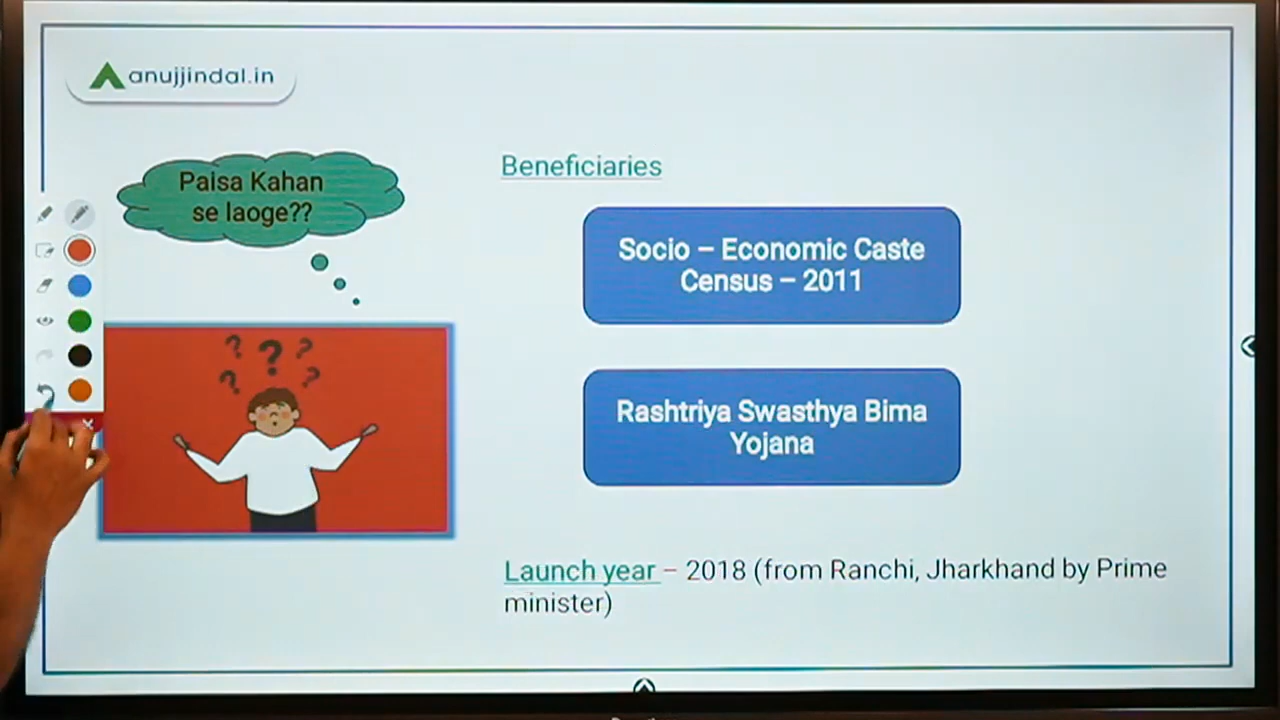 anujjindal.in
Paisa Kahan
se laoge??
Beneficiaries
Socio – Economic Caste
Census – 2011
Rashtriya Swasthya Bima
Yojana
Launch year – 2018 (from Ranchi, Jharkhand by Prime
minister)